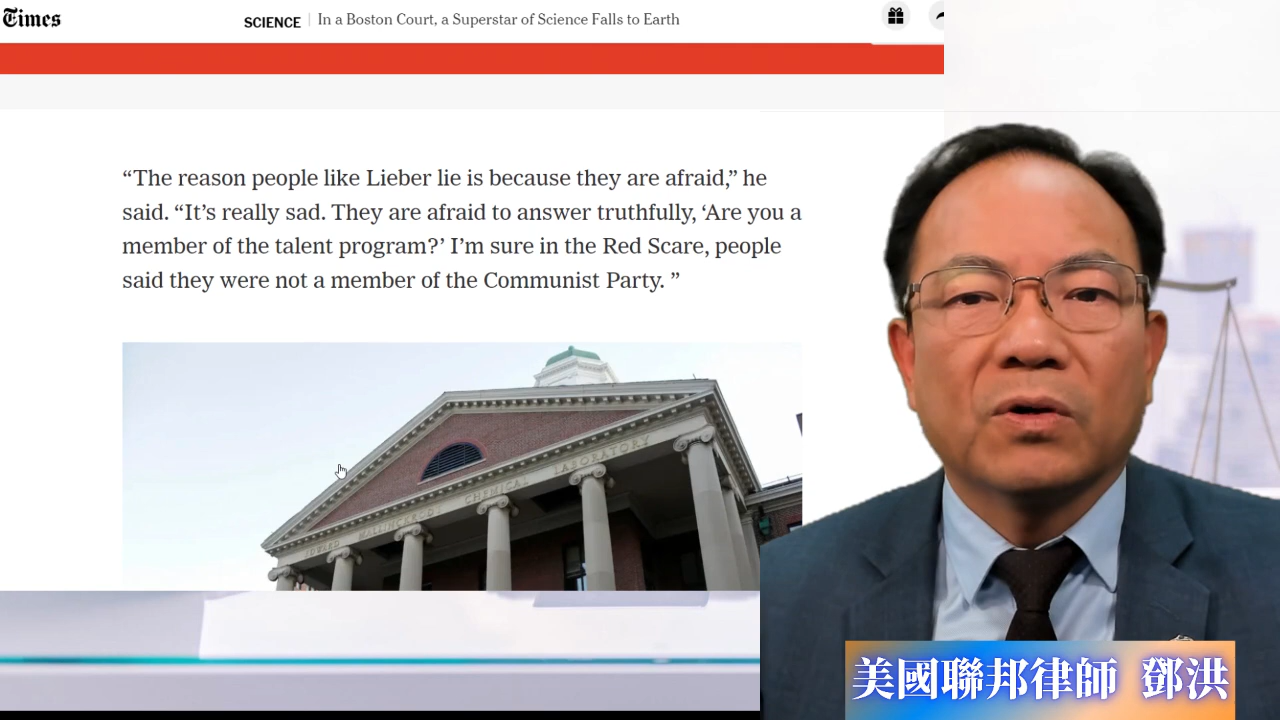 Times
SCIENCE | In a Boston Court, a Superstar of Science Falls to Earth
“The reason people like Lieber lie is because they are afraid,” he
said. “It’s really sad. They are afraid to answer truthfully, ‘Are you a
member of the talent program?’ I’m sure in the Red Scare, people
said they were not a member of the Communist Party. ”
EDWARD MALLINCKRODT CHEMICAL LABORATORY
美國聯邦律師 鄧洪